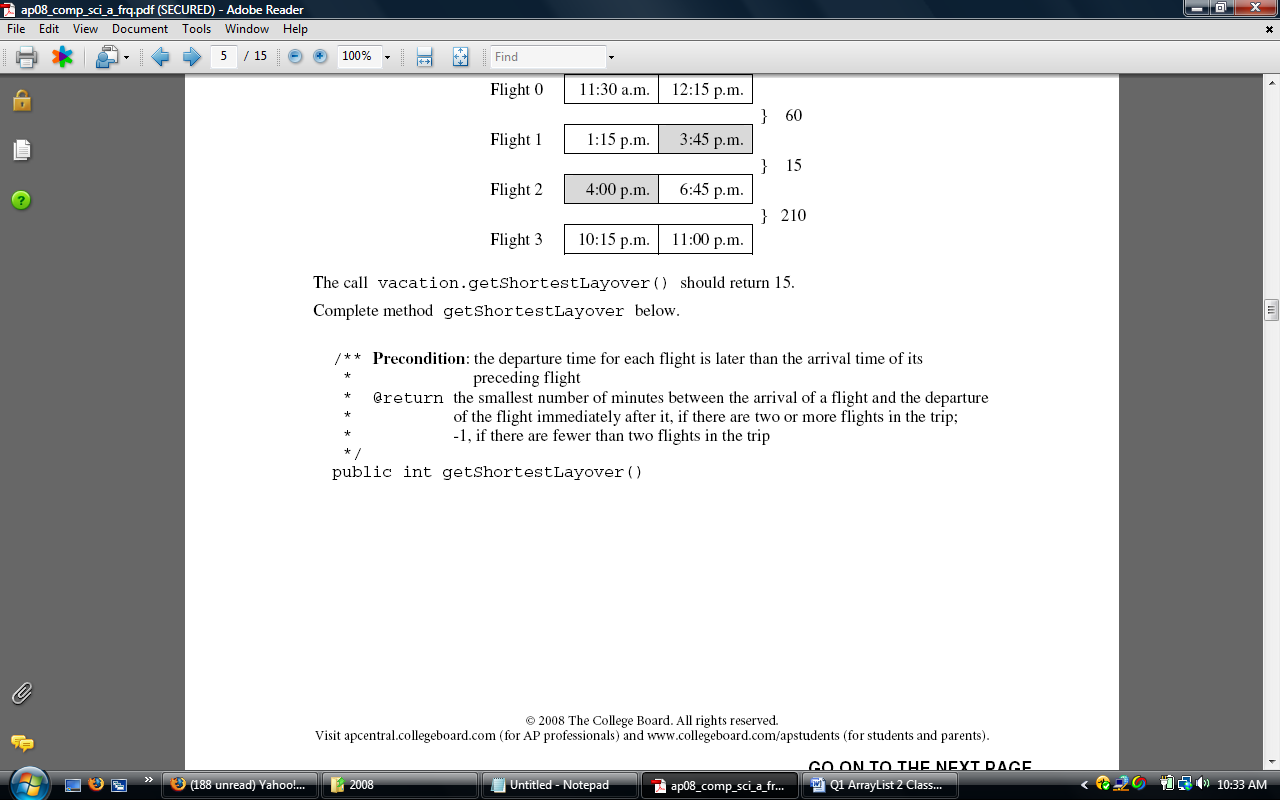 ap08_comp_sci_a_frq.pdf (SECURED) - Adobe Reader
File Edit View Document Tools Window Help
5 / 15 100% Find
Flight 0 11:30 a.m. 12:15 p.m.
} 60
Flight 1 1:15 p.m. 3:45 p.m.
} 15
Flight 2 4:00 p.m. 6:45 p.m.
} 210
Flight 3 10:15 p.m. 11:00 p.m.
The call vacation.getShortestLayover() should return 15.
Complete method getShortestLayover below.
/** Precondition: the departure time for each flight is later than the arrival time of its
* preceding flight
* @return the smallest number of minutes between the arrival of a flight and the departure
* of the flight immediately after it, if there are two or more flights in the trip;
* -1, if there are fewer than two flights in the trip
*/
public int getShortestLayover()
© 2008 The College Board. All rights reserved.
Visit apcentral.collegeboard.com (for AP professionals) and www.collegeboard.com/apstudents (for students and parents).
GO ON TO THE NEXT PAGE
(188 unread) Yahoo!... 2008 Untitled - Notepad ap08_comp_sci_a_fr... Q1 ArrayList 2 Class... 10:33 AM